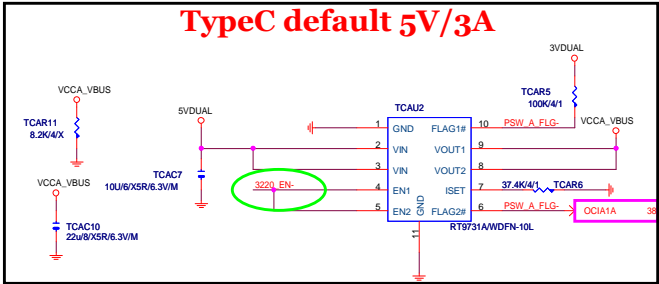 TypeC default 5V/3A
3VDUAL
VCCA_VBUS
TCAR11
8.2K/4/X
5VDUAL
TCAU2
TCAR5
100K/4/1
VCCA_VBUS
1 GND FLAG1# 10 PSW_A_FLG-
2 VIN VOUT1 9
3 VIN VOUT2 8
4 EN1 ISET 7 37.4K/4/1 TCAR6
5 EN2 GND FLAG2# 6 PSW_A_FLG- OCIA1A 38
3220_EN-
TCAC7
10U/6/X5R/6.3V/M
VCCA_VBUS
TCAC10
22u/8/X5R/6.3V/M
11
RT9731A/WDFN-10L